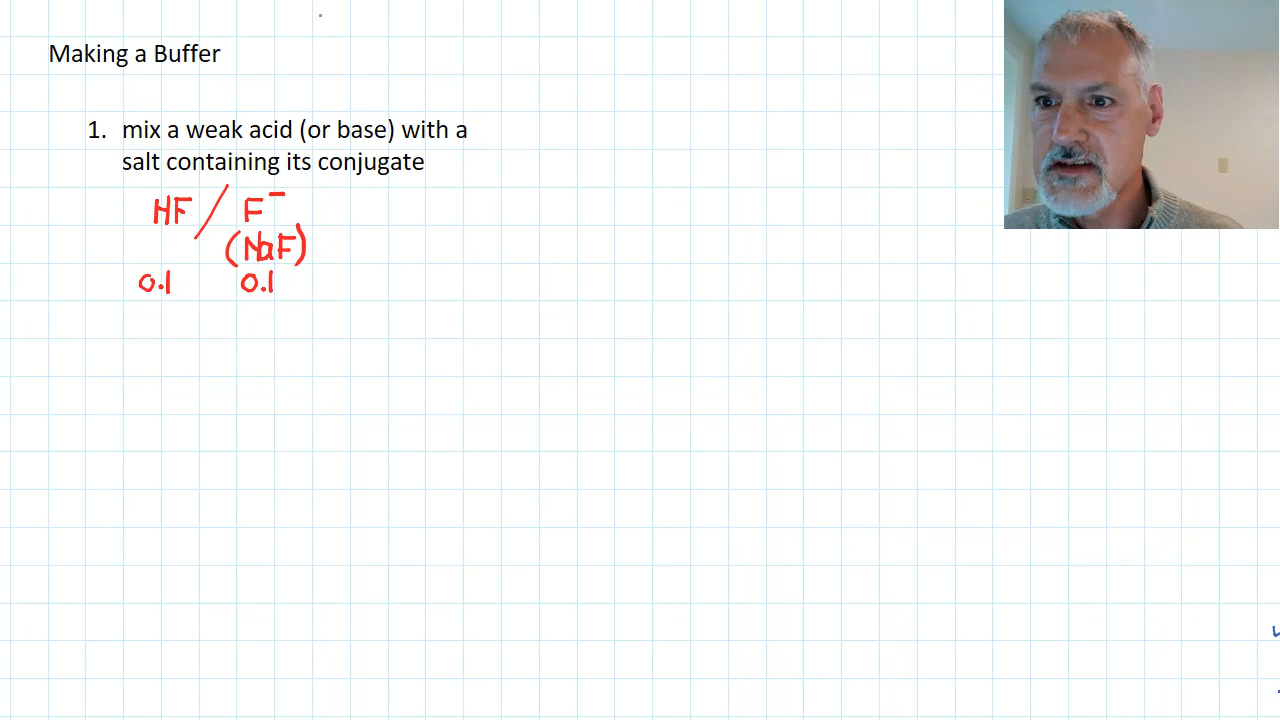 Making a Buffer
1. mix a weak acid (or base) with a
salt containing its conjugate
HF / F⁻
(NaF)
0.1 0.1